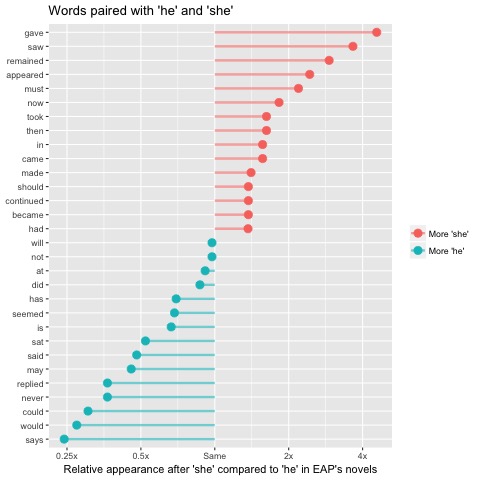 Words paired with 'he' and 'she'
gave
saw
remained
appeared
must
now
took
then
in
came
made
should
continued
became
had
will
not
at
did
has
seemed
is
sat
said
may
replied
never
could
would
says
More 'she'
More 'he'
0.25x 0.5x Same 2x 4x
Relative appearance after 'she' compared to 'he' in EAP's novels